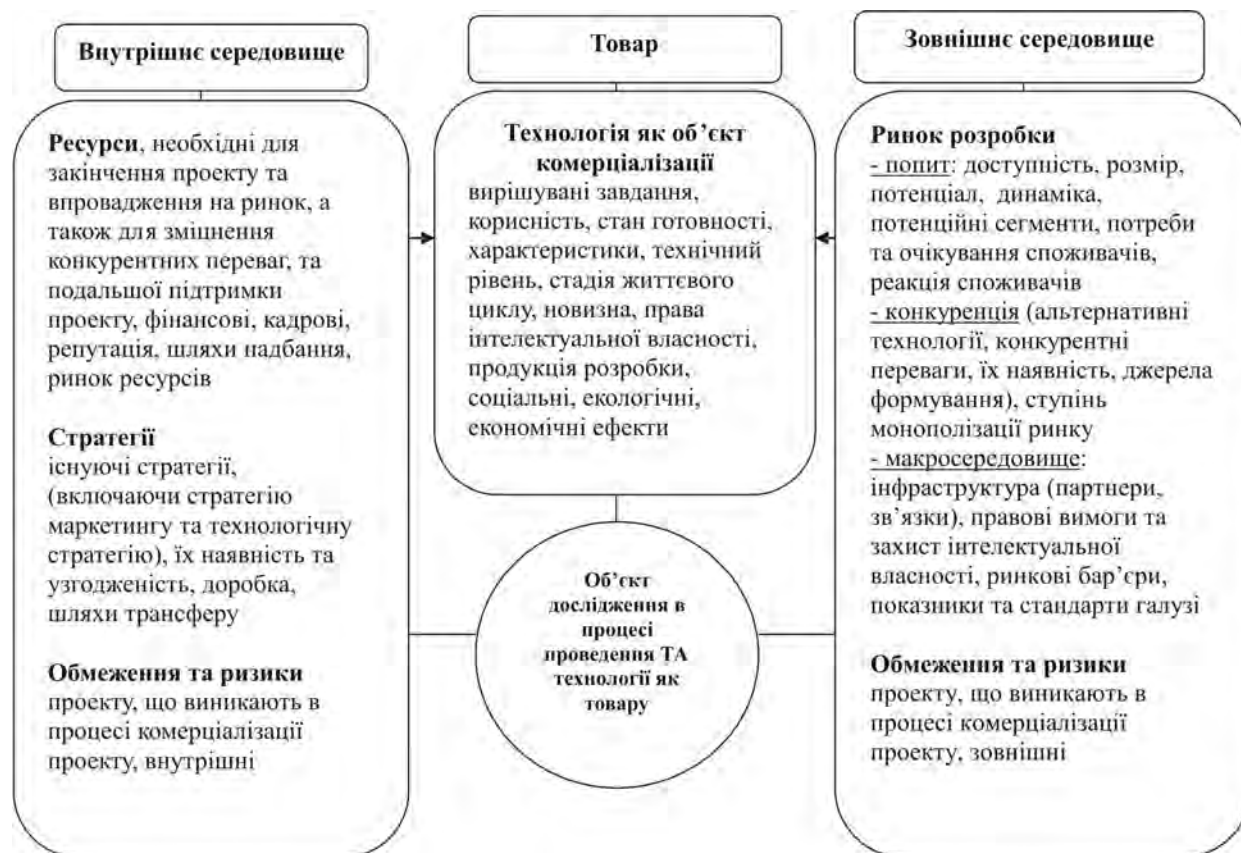 Внутрішнє середовище
Ресурси, необхідні для
закінчення проекту та
впровадження на ринок, а
також для зміцнення
конкурентних переваг, та
подальшої підтримки
проекту, фінансові, кадрові,
репутація, шляхи надбання,
ринок ресурсів
Стратегії
існуючі стратегії,
(включаючи стратегію
маркетингу та технологічну
стратегію), їх наявність та
узгодженість, доробка,
шляхи трансферу
Обмеження та ризики
проекту, що виникають в
процесі комерціалізації
проекту, внутрішні
Товар
Технологія як об’єкт
комерціалізації
вирішувані завдання,
корисність, стан готовності,
характеристики, технічний
рівень, стадія життєвого
циклу, новизна, права
інтелектуальної власності,
продукція розробки,
соціальні, екологічні,
економічні ефекти
Об’єкт
дослідження в
процесі
проведення ТА
технології як
товару
Зовнішнє середовище
Ринок розробки
- попит: доступність, розмір,
потенціал, динаміка,
потенційні сегменти, потреби
та очікування споживачів,
реакція споживачів
- конкуренція (альтернативні
технології, конкурентні
переваги, їх наявність, джерела
формування), ступінь
монополізації ринку
- макросередовище:
інфраструктура (партнери,
зв’язки), правові вимоги та
захист інтелектуальної
власності, ринкові бар’єри,
показники та стандарти галузі
Обмеження та ризики
проекту, що виникають в
процесі комерціалізації
проекту, зовнішні